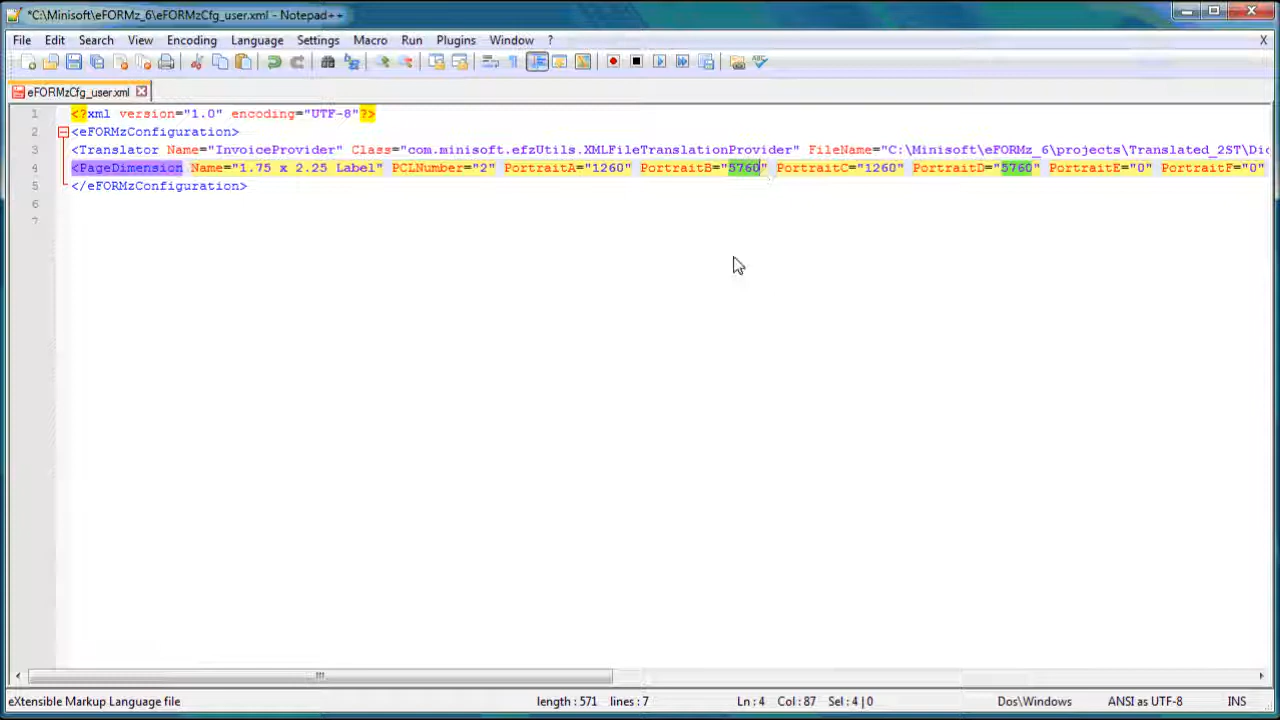 *C:\Minisoft\eFORMz_6\eFORMzCfg_user.xml - Notepad++
File Edit Search View Encoding Language Settings Macro Run Plugins Window ? X
eFORMzCfg_user.xml
1 <?xml version="1.0" encoding="UTF-8"?>
2 <eFORMzConfiguration>
3 <Translator Name="InvoiceProvider" Class="com.minisoft.efzUtils.XMLFileTranslationProvider" FileName="C:\Minisoft\eFORMz_6\projects\Translated_2ST\Dic
4 <PageDimension Name="1.75 x 2.25 Label" PCLNumber="2" PortraitA="1260" PortraitB="5760" PortraitC="1260" PortraitD="5760" PortraitE="0" PortraitF="0"
5 </eFORMzConfiguration>
6
7
eXtensible Markup Language file length : 571 lines : 7 Ln : 4 Col : 87 Sel : 4 | 0 Dos\Windows ANSI as UTF-8 INS